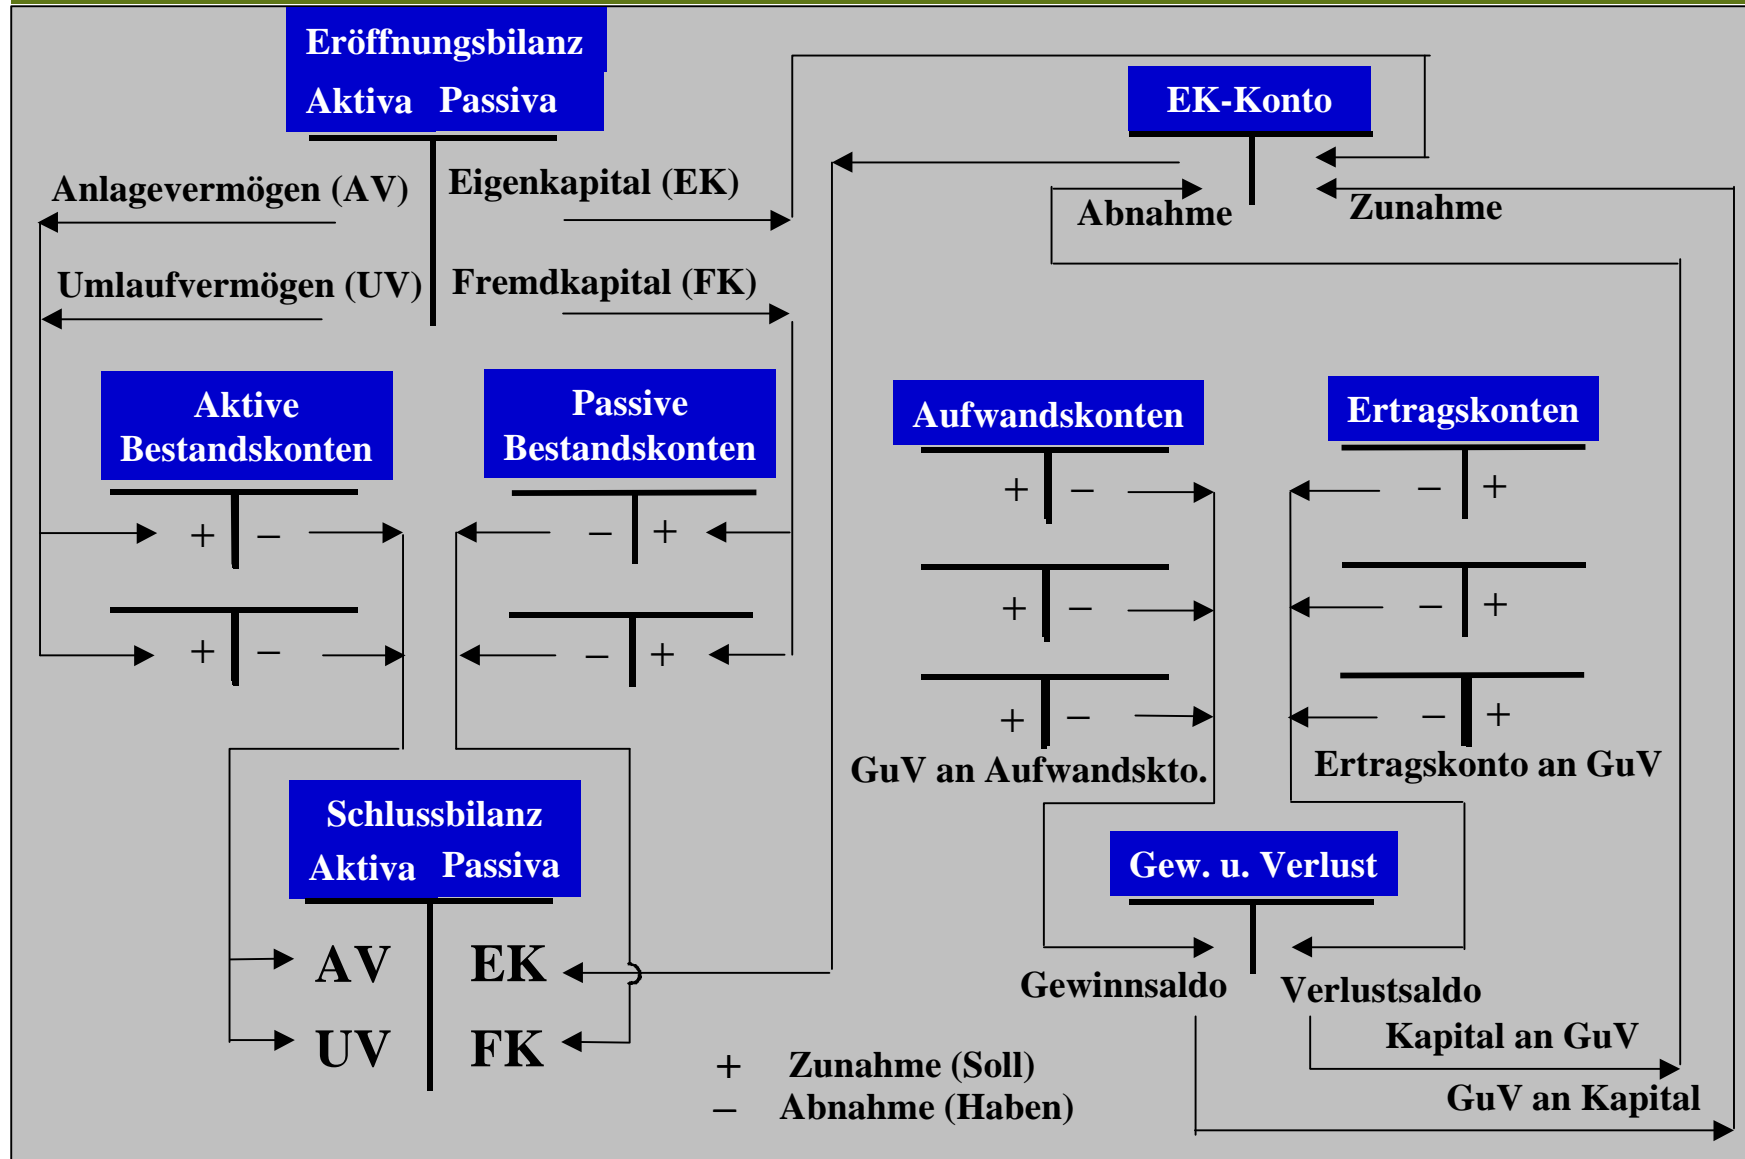 Eröffnungsbilanz
Aktiva Passiva
Anlagevermögen (AV)
Eigenkapital (EK)
Umlaufvermögen (UV)
Fremdkapital (FK)
EK-Konto
Abnahme
Zunahme
Aktive
Bestandskonten
+ –
+ –
Passive
Bestandskonten
– +
– +
Aufwandskonten
+ –
+ –
+ –
GuV an Aufwandskto.
Ertragskonten
– +
– +
– +
Ertragskonto an GuV
Schlussbilanz
Aktiva Passiva
AV EK
UV FK
Gew. u. Verlust
Gewinnsaldo
Verlustsaldo
Kapital an GuV
GuV an Kapital
+ Zunahme (Soll)
– Abnahme (Haben)